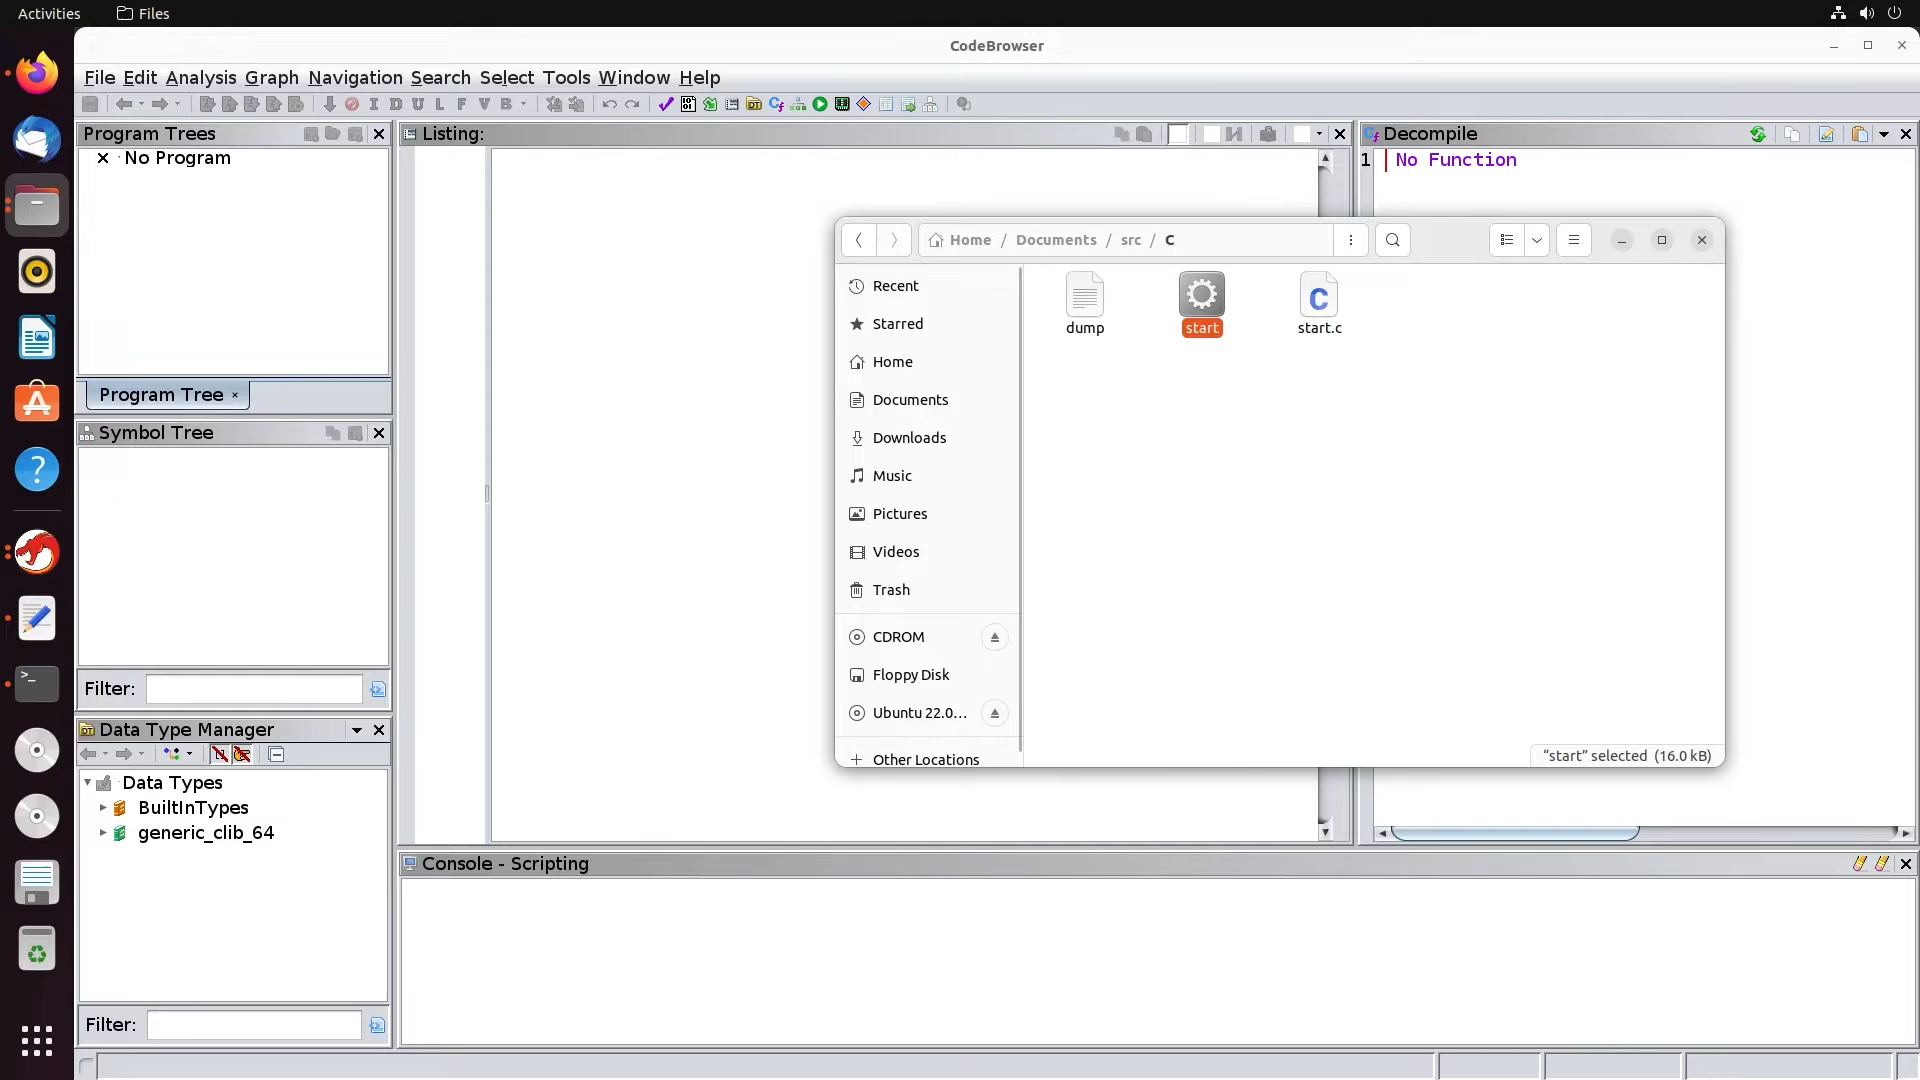 Activities Files
CodeBrowser
File Edit Analysis Graph Navigation Search Select Tools Window Help
I D U L F V B
Program Trees
No Program
Program Tree ×
Symbol Tree
Filter:
Data Type Manager
Data Types
BuiltInTypes
generic_clib_64
Filter:
Listing:
Decompile
1 No Function
Home / Documents / src / C
Recent
Starred
Home
Documents
Downloads
Music
Pictures
Videos
Trash
CDROM
Floppy Disk
Ubuntu 22.0…
Other Locations
dump
start
start.c
“start” selected (16.0 kB)
Console - Scripting